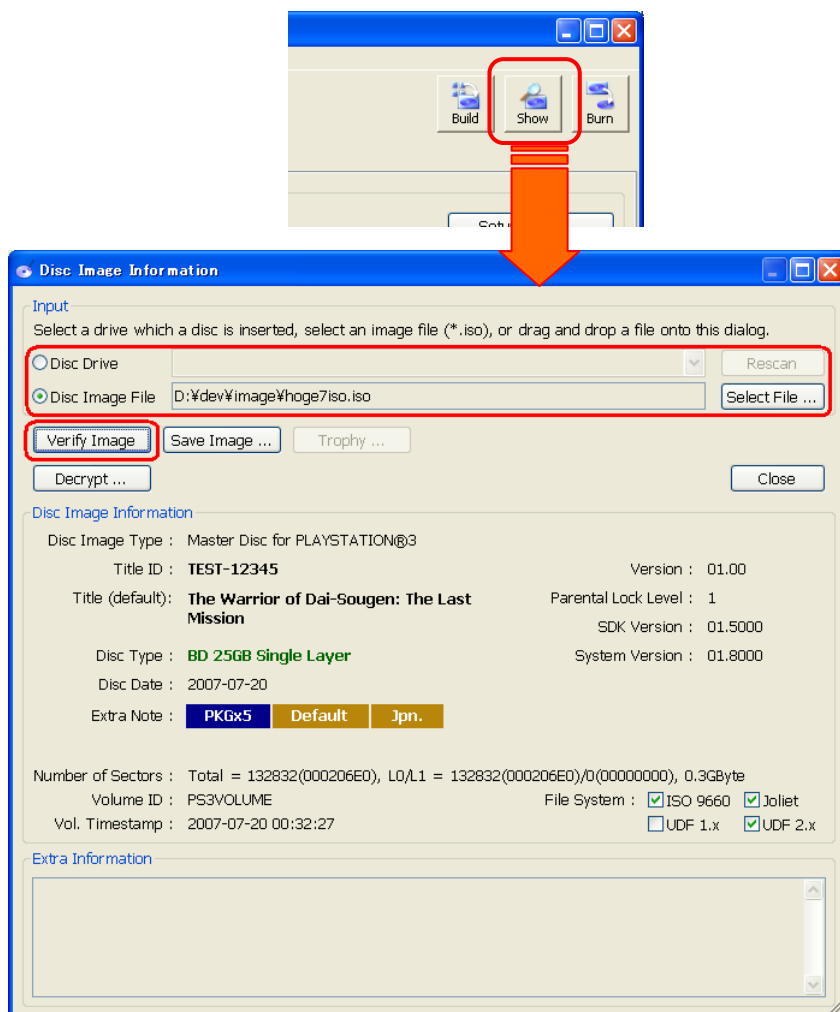 Build Show Burn
Disc Image Information
Input
Select a drive which a disc is inserted, select an image file (*.iso), or drag and drop a file onto this dialog.
Disc Drive Rescan
Disc Image File D:¥dev¥image¥hoge7iso.iso Select File ...
Verify Image Save Image ... Trophy ...
Decrypt ... Close
Disc Image Information
Disc Image Type : Master Disc for PLAYSTATION®3
Title ID : TEST-12345 Version : 01.00
Title (default): The Warrior of Dai-Sougen: The Last Parental Lock Level : 1
Mission
SDK Version : 01.5000
Disc Type : BD 25GB Single Layer System Version : 01.8000
Disc Date : 2007-07-20
Extra Note : PKGx5 Default Jpn.
Number of Sectors : Total = 132832(000206E0), L0/L1 = 132832(000206E0)/0(00000000), 0.3GByte
Volume ID : PS3VOLUME File System : ISO 9660 Joliet
Vol. Timestamp : 2007-07-20 00:32:27 UDF 1.x UDF 2.x
Extra Information